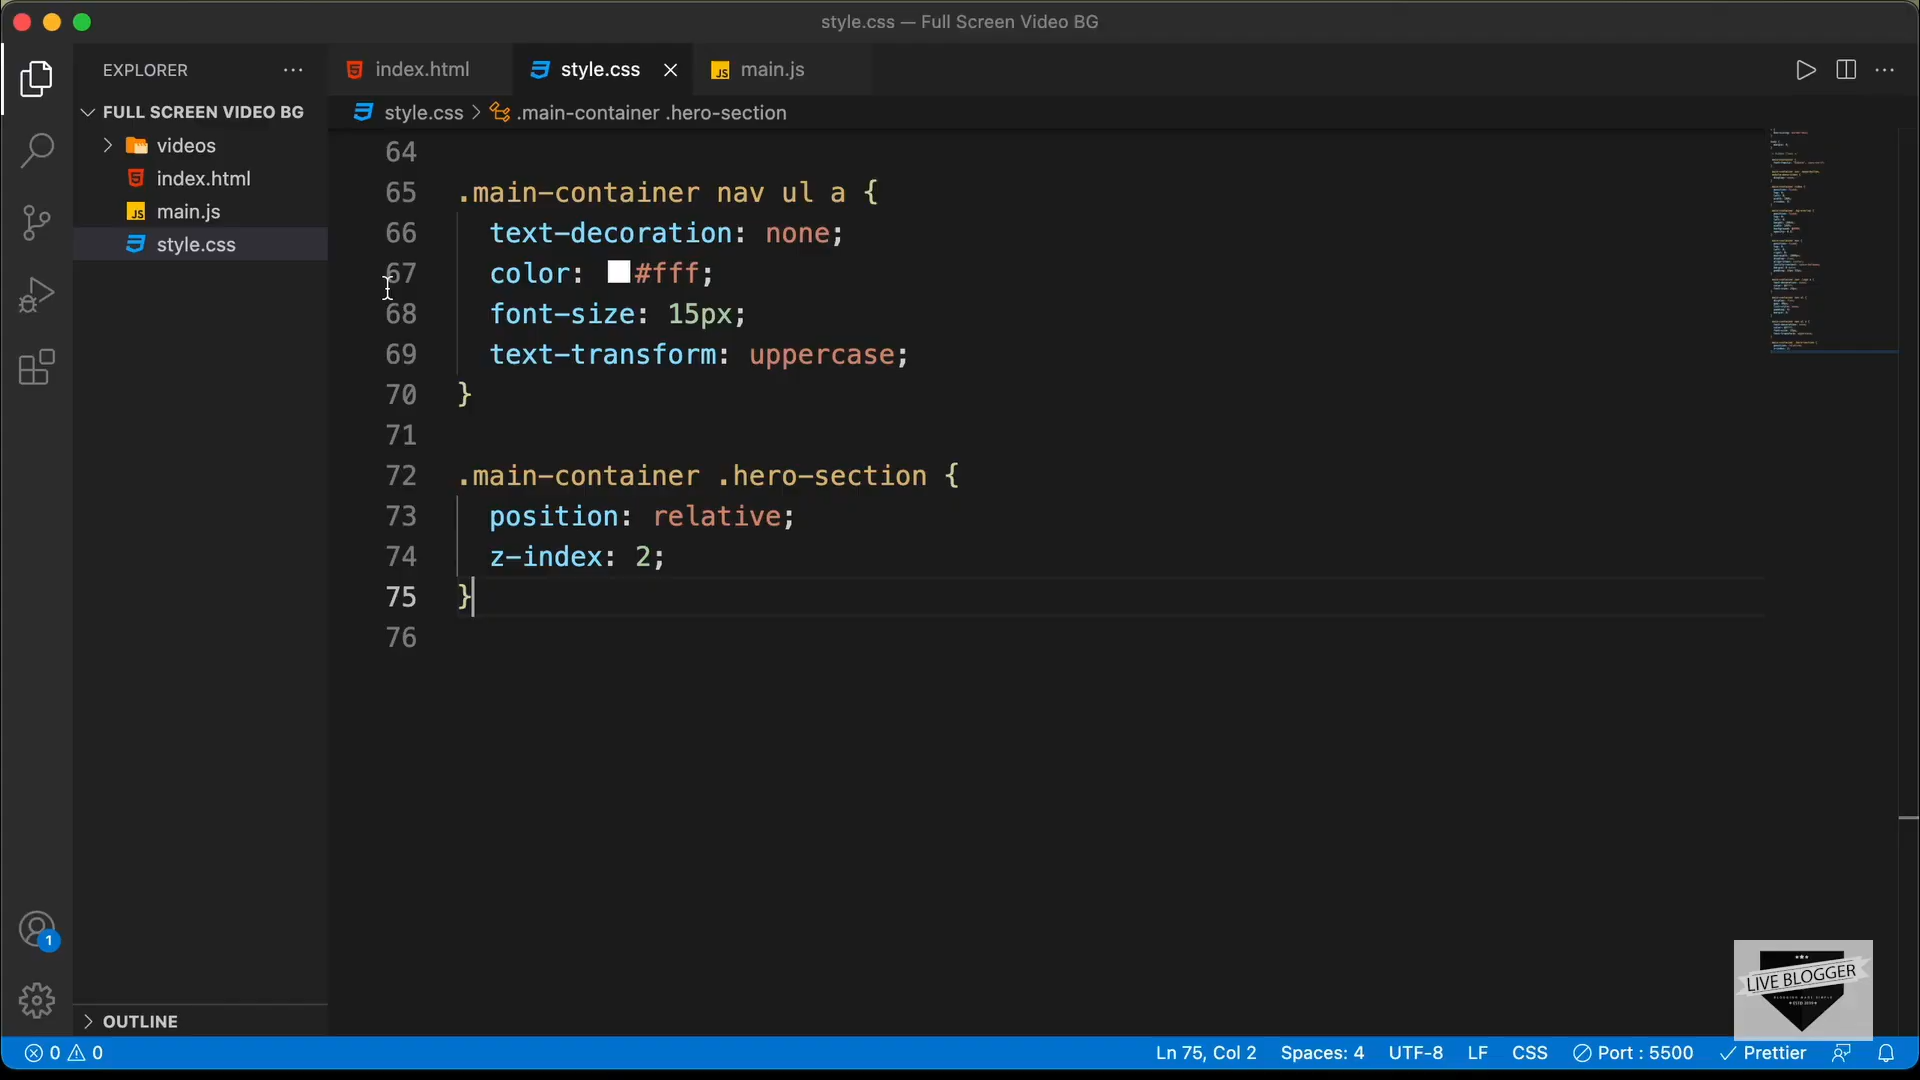 style.css — Full Screen Video BG
EXPLORER
index.html
style.css
main.js
FULL SCREEN VIDEO BG
videos
index.html
main.js
style.css
style.css > .main-container .hero-section
64
65 .main-container nav ul a {
66 text-decoration: none;
67 color: #fff;
68 font-size: 15px;
69 text-transform: uppercase;
70 }
71
72 .main-container .hero-section {
73 position: relative;
74 z-index: 2;
75 }
76
1
OUTLINE
LIVE BLOGGER
0 0
Ln 75, Col 2
Spaces: 4
UTF-8
LF
CSS
Port : 5500
Prettier